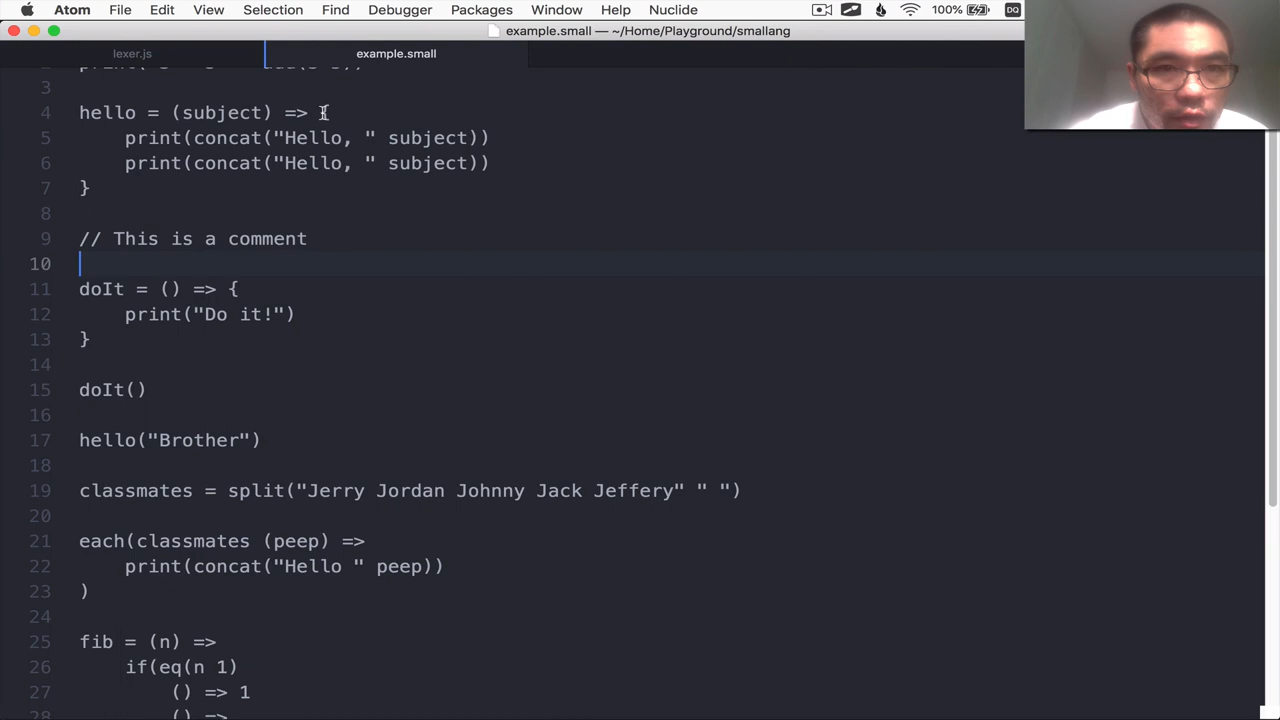 Atom File Edit View Selection Find Debugger Packages Window Help Nuclide 100% DQ
example.small — ~/Home/Playground/smallang
lexer.js example.small
3
4 hello = (subject) => {
5 print(concat("Hello, " subject))
6 print(concat("Hello, " subject))
7 }
8
9 // This is a comment
10
11 doIt = () => {
12 print("Do it!")
13 }
14
15 doIt()
16
17 hello("Brother")
18
19 classmates = split("Jerry Jordan Johnny Jack Jeffery" " ")
20
21 each(classmates (peep) =>
22 print(concat("Hello " peep))
23 )
24
25 fib = (n) =>
26 if(eq(n 1)
27 () => 1
28 () =>